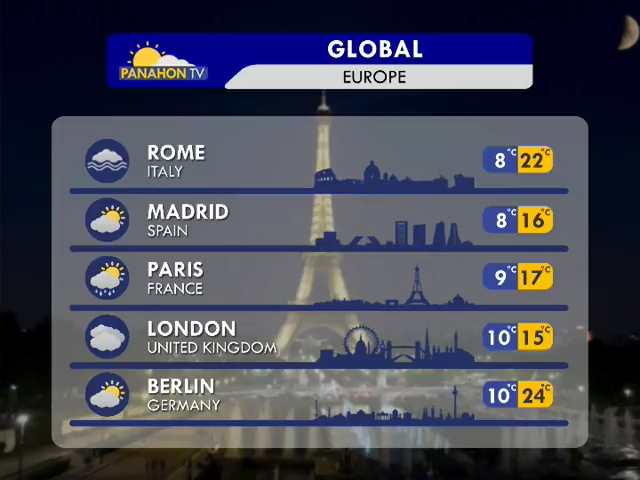 PANAHON TV
GLOBAL
EUROPE
ROME
ITALY
8°C 22°C
MADRID
SPAIN
8°C 16°C
PARIS
FRANCE
9°C 17°C
LONDON
UNITED KINGDOM
10°C 15°C
BERLIN
GERMANY
10°C 24°C